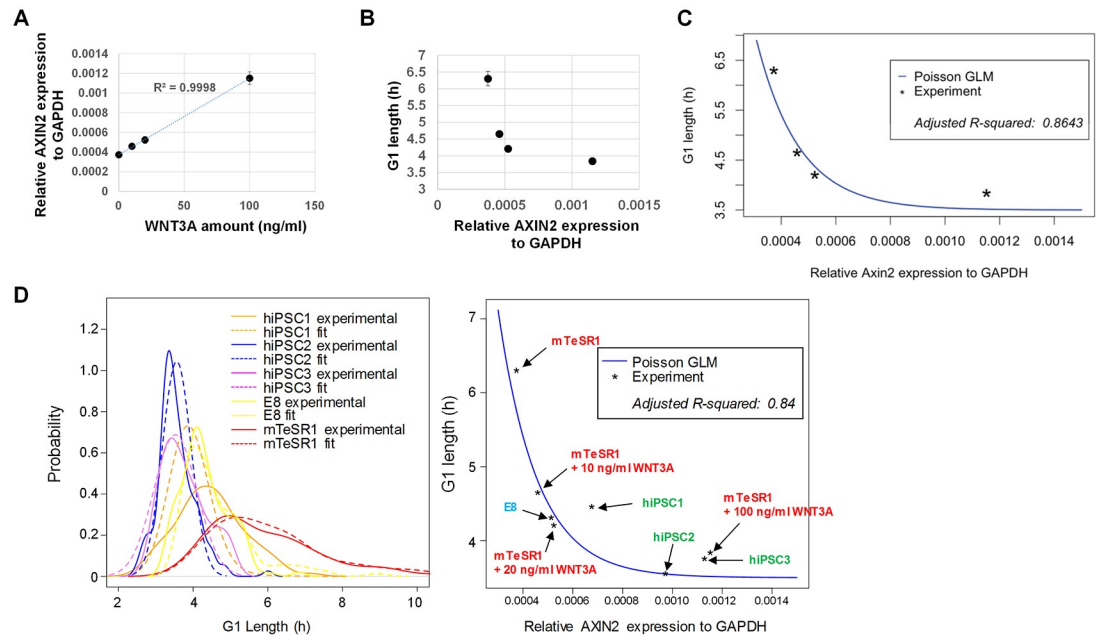 A
Relative AXIN2 expression
to GAPDH
0.0014
0.0012
0.001
0.0008
0.0006
0.0004
0.0002
0
R² = 0.9998
0
50
100
150
WNT3A amount (ng/ml)
B
G1 length (h)
7
6.5
6
5.5
5
4.5
4
3.5
3
0
0.0005
0.001
0.0015
Relative AXIN2 expression
to GAPDH
C
G1 length (h)
6.5
5.5
4.5
3.5
Poisson GLM
* Experiment
Adjusted R-squared: 0.8643
0.0004
0.0006
0.0008
0.0010
0.0012
0.0014
Relative Axin2 expression to GAPDH
D
Probability
1.2
1.0
0.8
0.6
0.4
0.2
0
hiPSC1 experimental
hiPSC1 fit
hiPSC2 experimental
hiPSC2 fit
hiPSC3 experimental
hiPSC3 fit
E8 experimental
E8 fit
mTeSR1 experimental
mTeSR1 fit
2
4
6
8
10
G1 Length (h)
G1 length (h)
7
6
5
4
mTeSR1
Poisson GLM
* Experiment
Adjusted R-squared: 0.84
mTeSR1
+ 10 ng/ml WNT3A
E8
hiPSC1
mTeSR1
+ 100 ng/ml WNT3A
hiPSC2
mTeSR1
+ 20 ng/ml WNT3A
hiPSC3
0.0004
0.0006
0.0008
0.0010
0.0012
0.0014
Relative AXIN2 expression to GAPDH